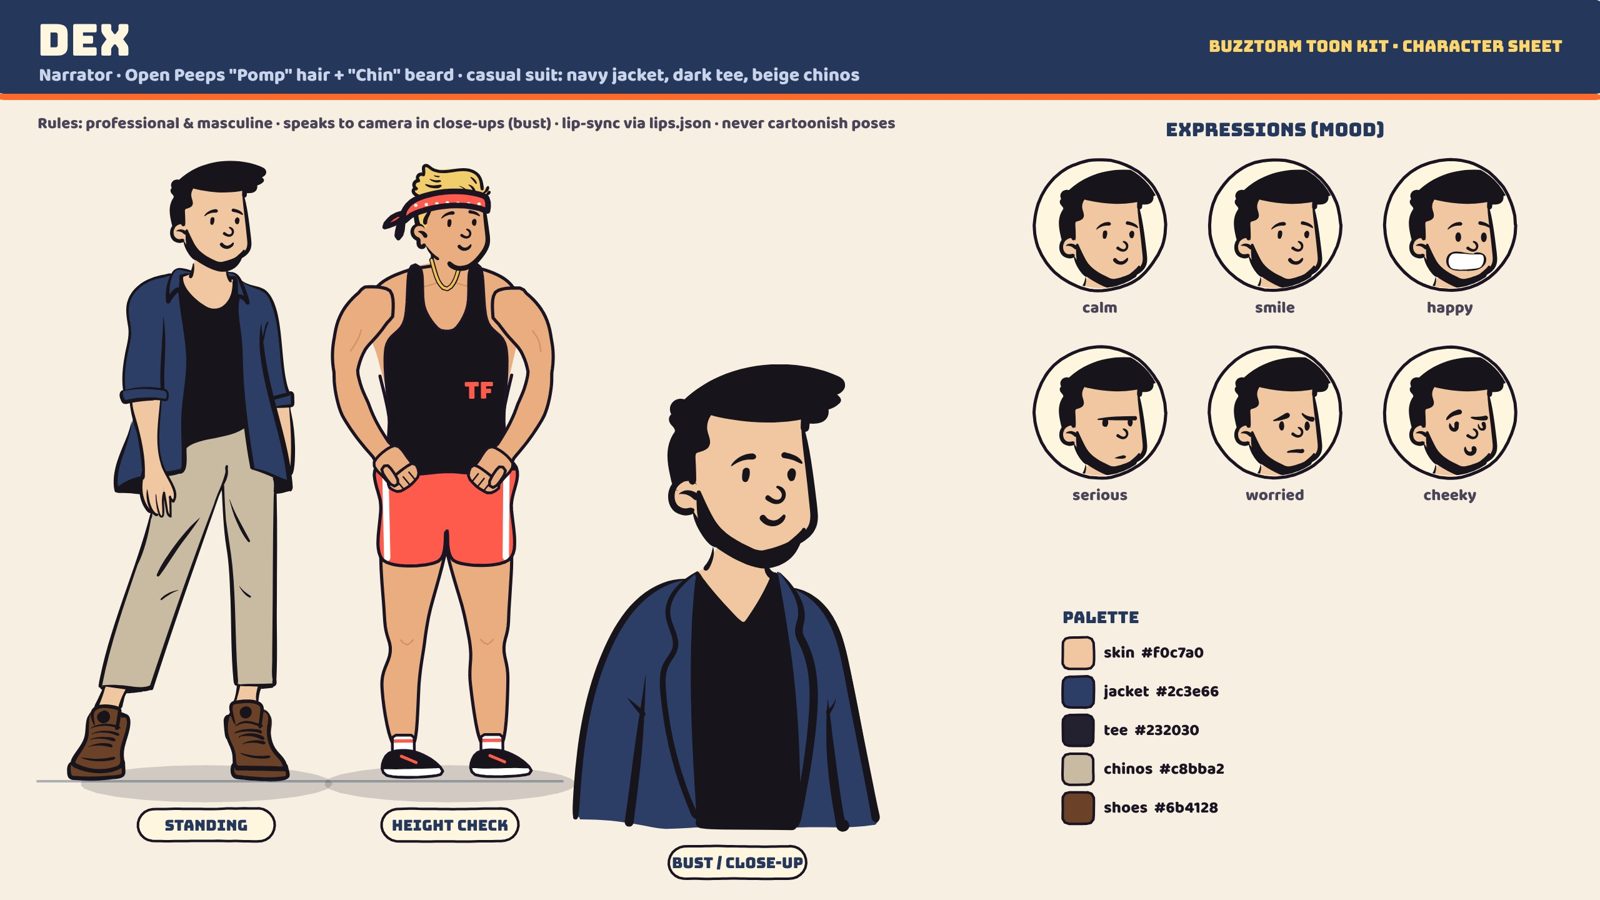 DEX
BUZZTORM TOON KIT · CHARACTER SHEET
Narrator · Open Peeps "Pomp" hair + "Chin" beard · casual suit: navy jacket, dark tee, beige chinos
Rules: professional & masculine · speaks to camera in close-ups (bust) · lip-sync via lips.json · never cartoonish poses
EXPRESSIONS (MOOD)
calm
smile
happy
serious
worried
cheeky
TF
PALETTE
skin #f0c7a0
jacket #2c3e66
tee #232030
chinos #c8bba2
shoes #6b4128
STANDING
HEIGHT CHECK
BUST / CLOSE-UP